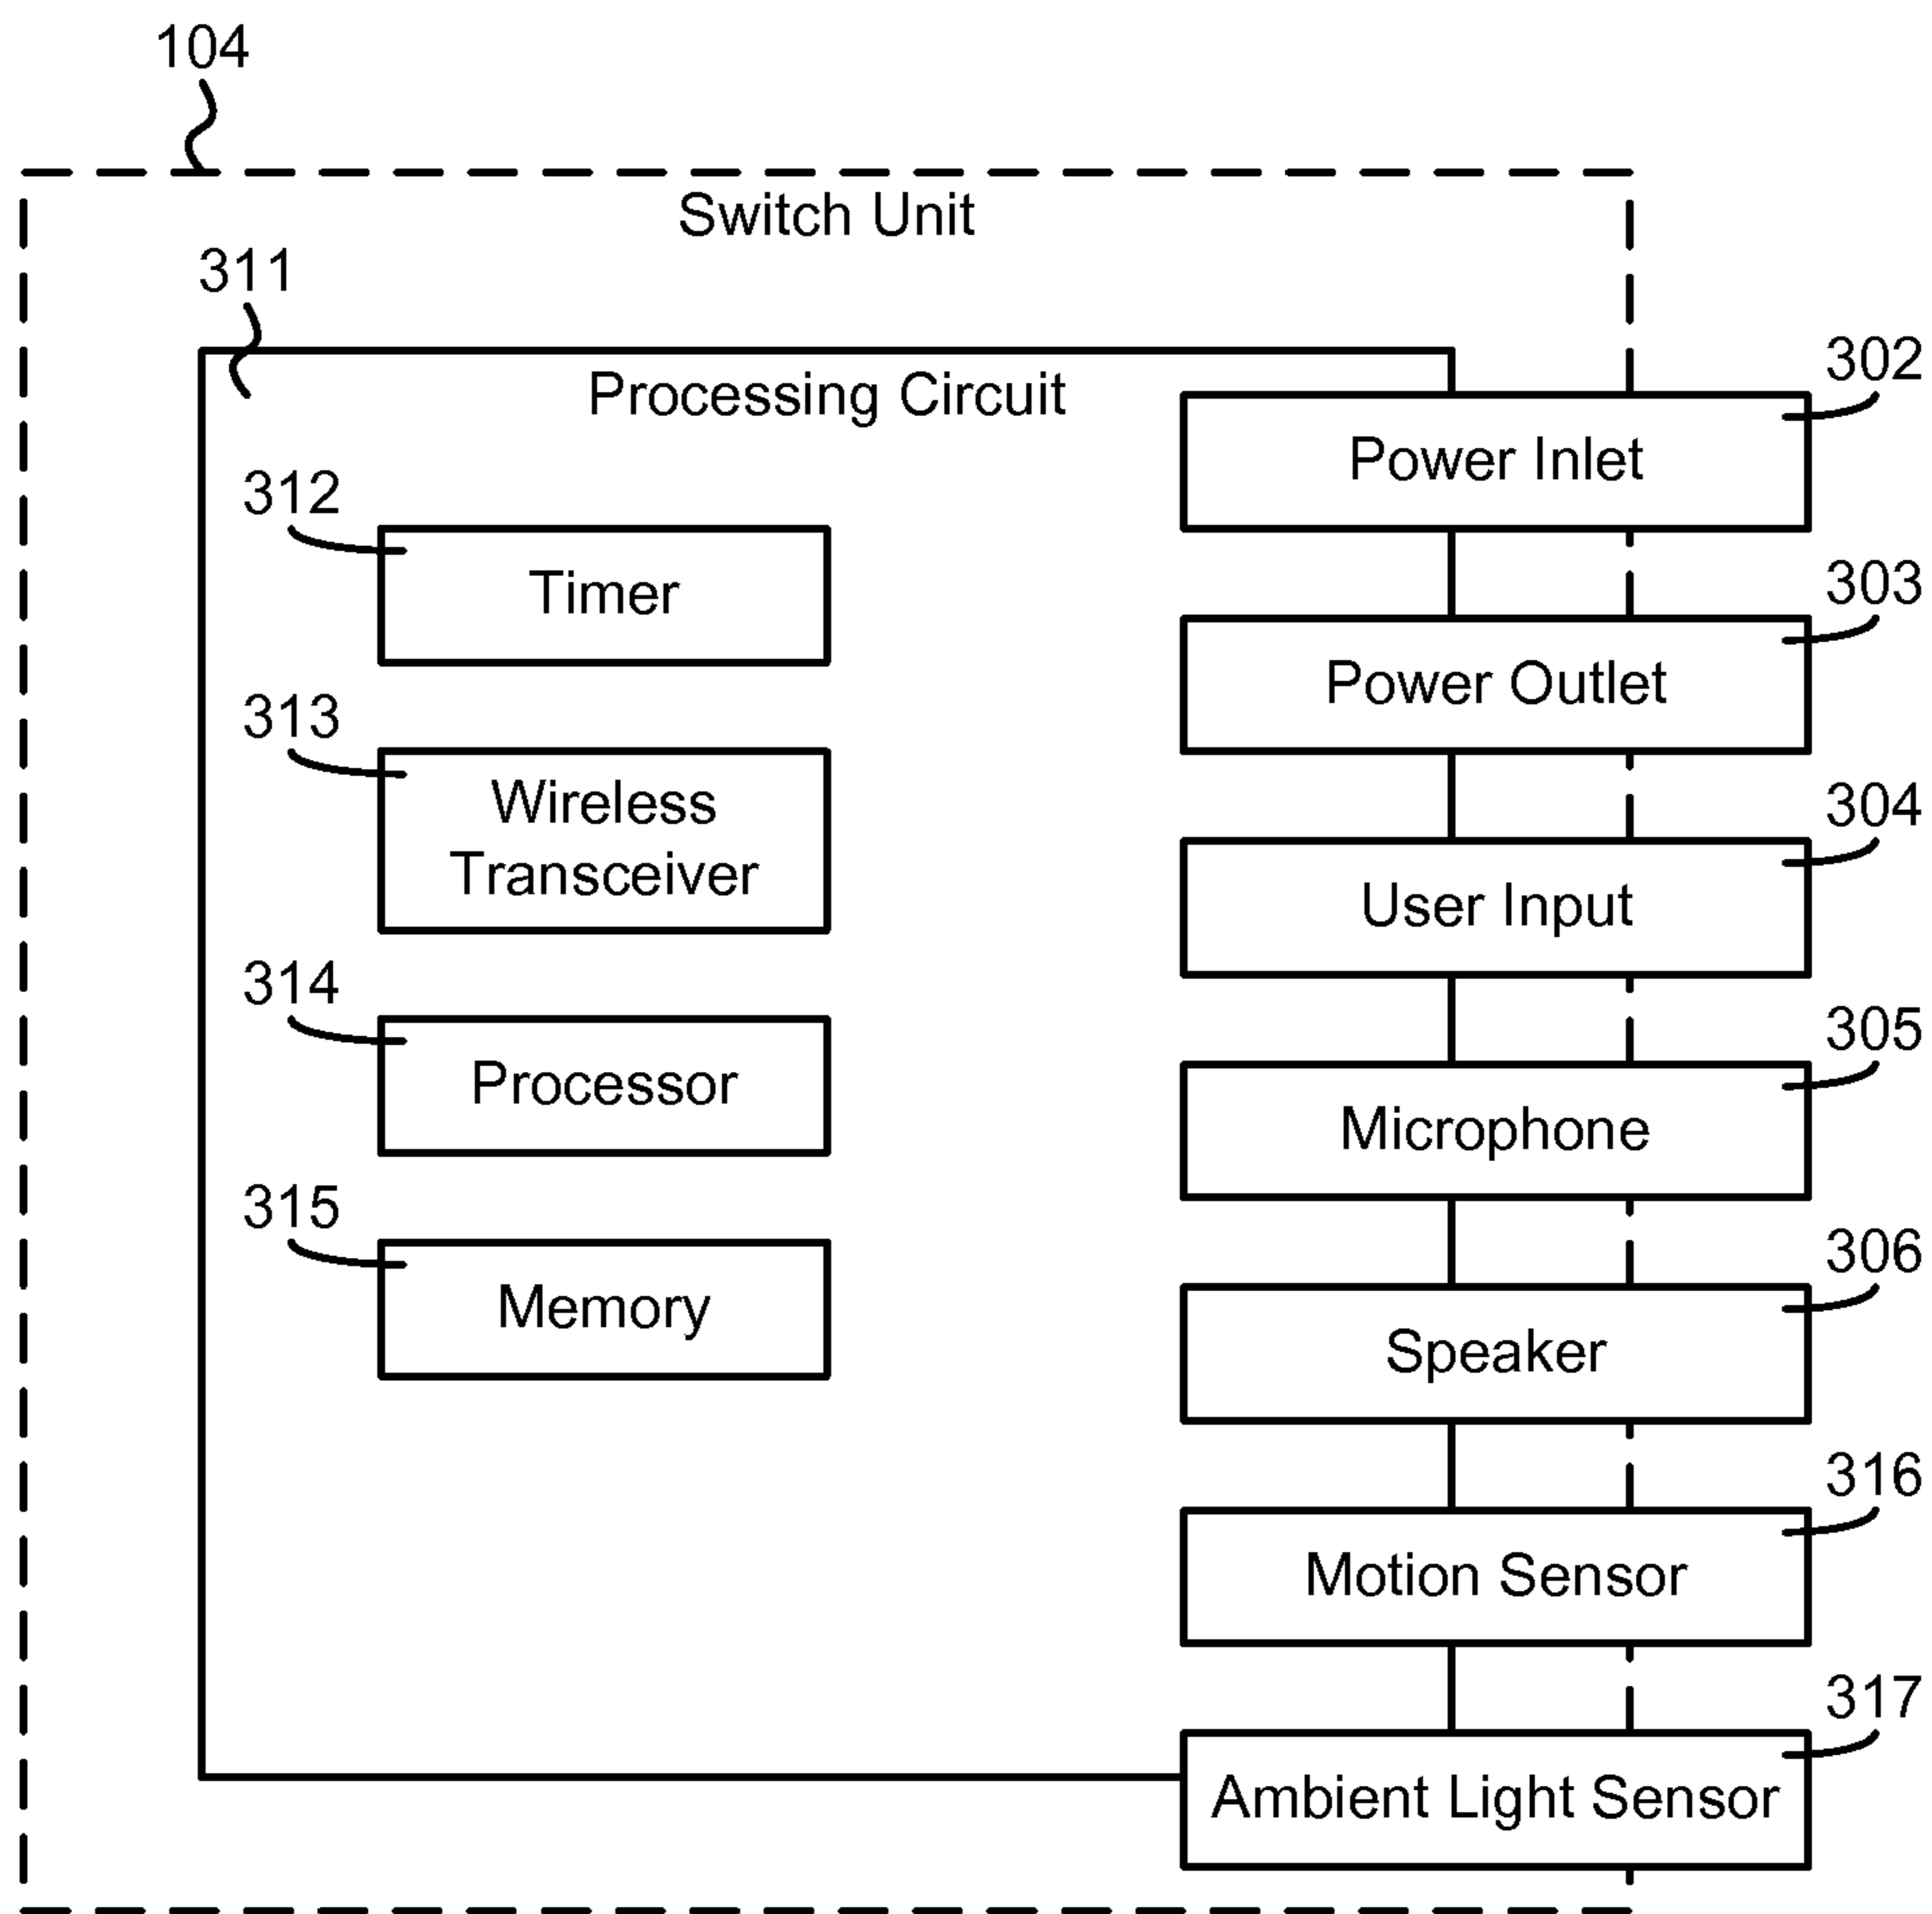 104
Switch Unit
311
Processing Circuit
302
Power Inlet
312
Timer
303
Power Outlet
313
Wireless
Transceiver
304
User Input
314
Processor
305
Microphone
315
Memory
306
Speaker
316
Motion Sensor
317
Ambient Light Sensor